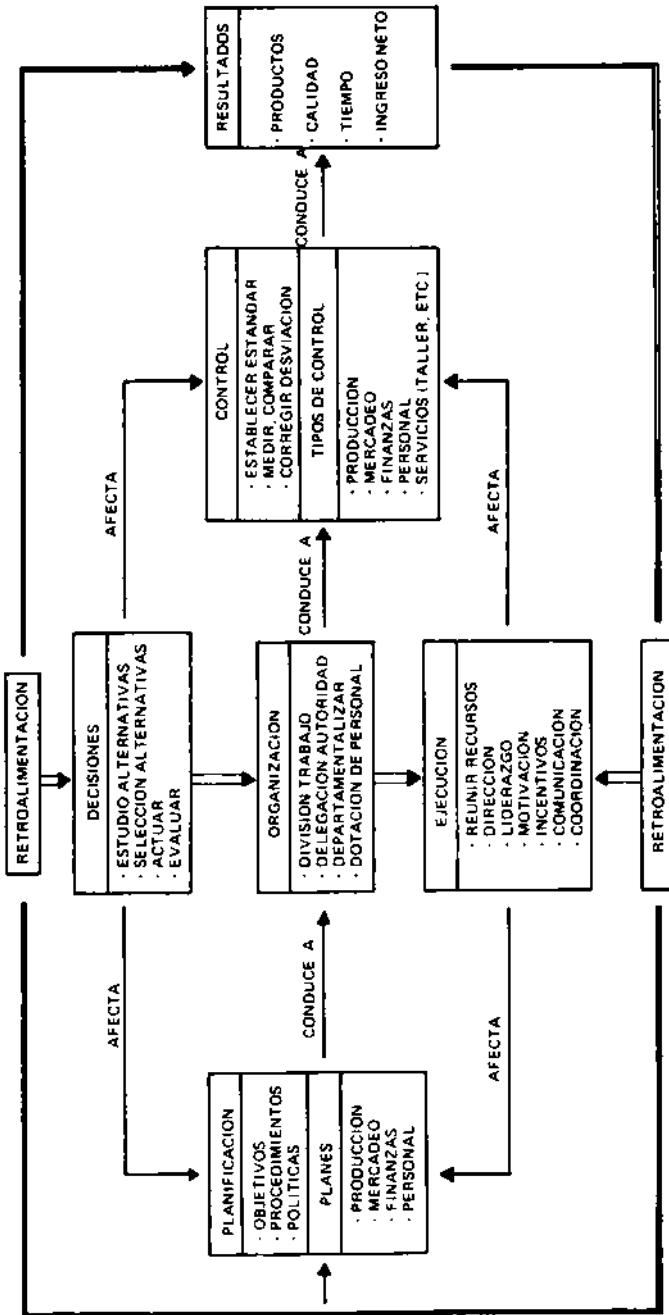 RETROALIMENTACION
AFECTA
DECISIONES
· ESTUDIO ALTERNATIVAS
· SELECCION ALTERNATIVAS
· ACTUAR
· EVALUAR
AFECTA
PLANIFICACION
· OBJETIVOS
· PROCEDIMIENTOS
· POLITICAS
PLANES
· PRODUCCION
· MERCADEO
· FINANZAS
· PERSONAL
CONDUCE A
ORGANIZACION
· DIVISION TRABAJO
· DELEGACION AUTORIDAD
· DEPARTAMENTALIZAR
· DOTACION DE PERSONAL
CONDUCE A
CONTROL
· ESTABLECER ESTANDAR
· MEDIR, COMPARAR
· CORREGIR DESVIACION
TIPOS DE CONTROL
· PRODUCCION
· MERCADEO
· FINANZAS
· PERSONAL
· SERVICIOS (TALLER, ETC)
CONDUCE A
RESULTADOS
· PRODUCTOS
· CALIDAD
· TIEMPO
· INGRESO NETO
AFECTA
EJECUCION
· REUNIR RECURSOS
· DIRECCION
· LIDERAZGO
· MOTIVACION
· INCENTIVOS
· COMUNICACION
· COORDINACION
AFECTA
RETROALIMENTACION